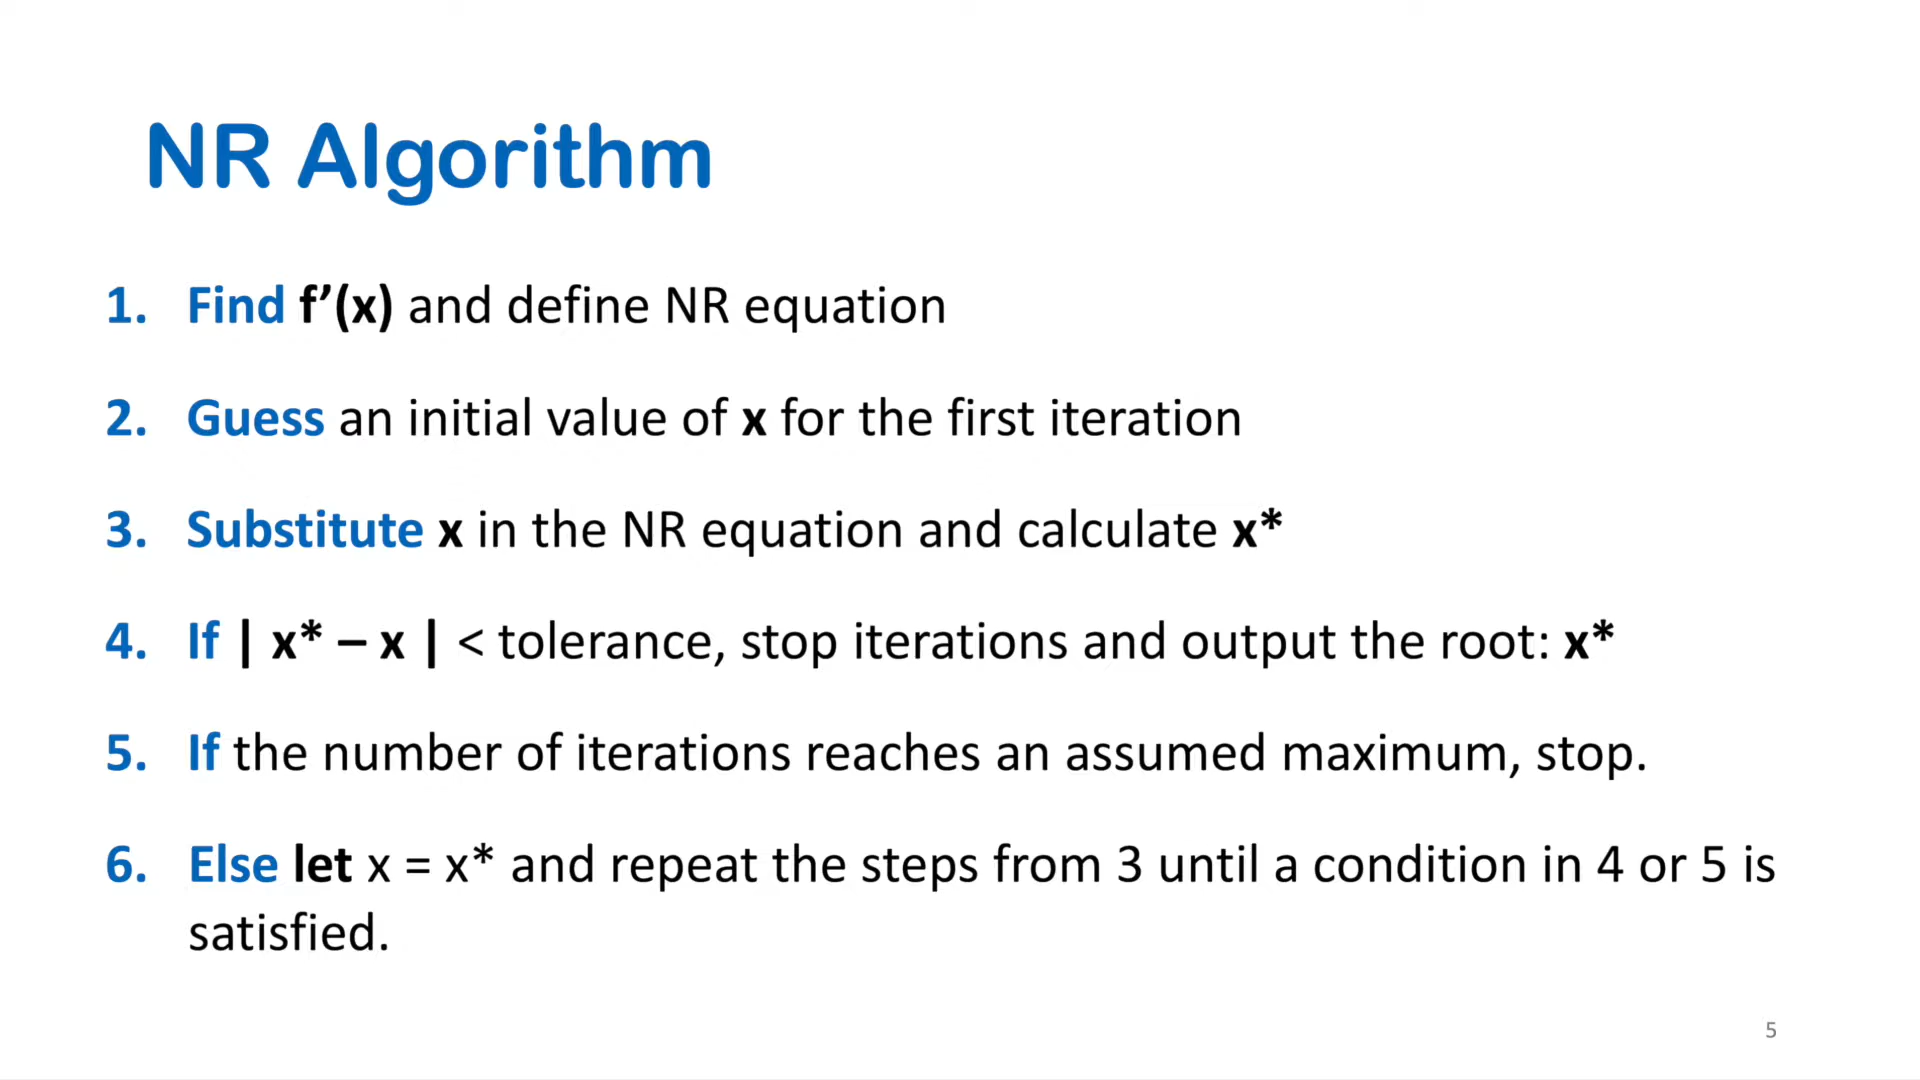 NR Algorithm
1. Find f’(x) and define NR equation
2. Guess an initial value of x for the first iteration
3. Substitute x in the NR equation and calculate x*
4. If | x* – x | < tolerance, stop iterations and output the root: x*
5. If the number of iterations reaches an assumed maximum, stop.
6. Else let x = x* and repeat the steps from 3 until a condition in 4 or 5 is
satisfied.
5